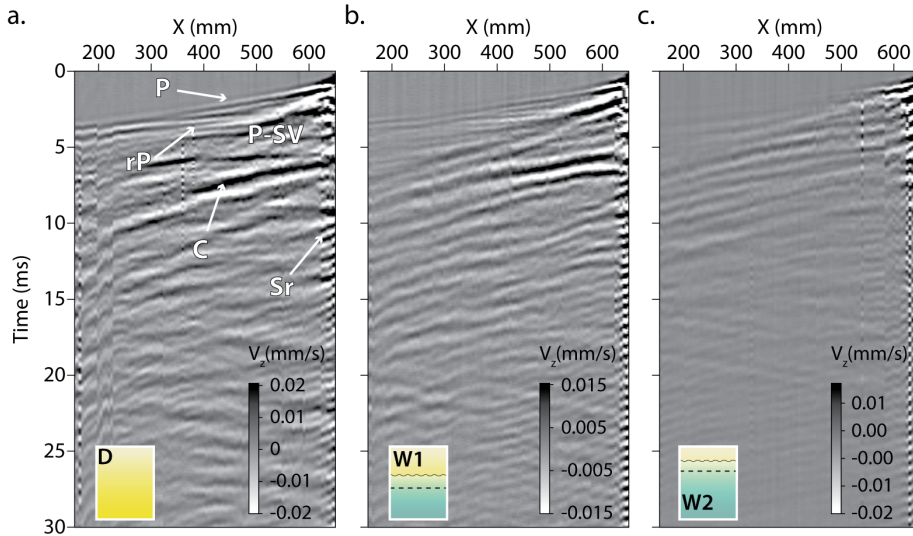 a.
b.
c.
X (mm)
X (mm)
X (mm)
200 300 400 500 600
200 300 400 500 600
200 300 400 500 600
Time (ms)
0
5
10
15
20
25
30
P
P-SV
rP
C
Sr
Vz(mm/s)
0.02
0.01
0
-0.01
-0.02
D
Vz(mm/s)
0.015
0.005
-0.005
-0.015
W1
Vz(mm/s)
0.01
0.00
-0.00
-0.01
-0.02
W2